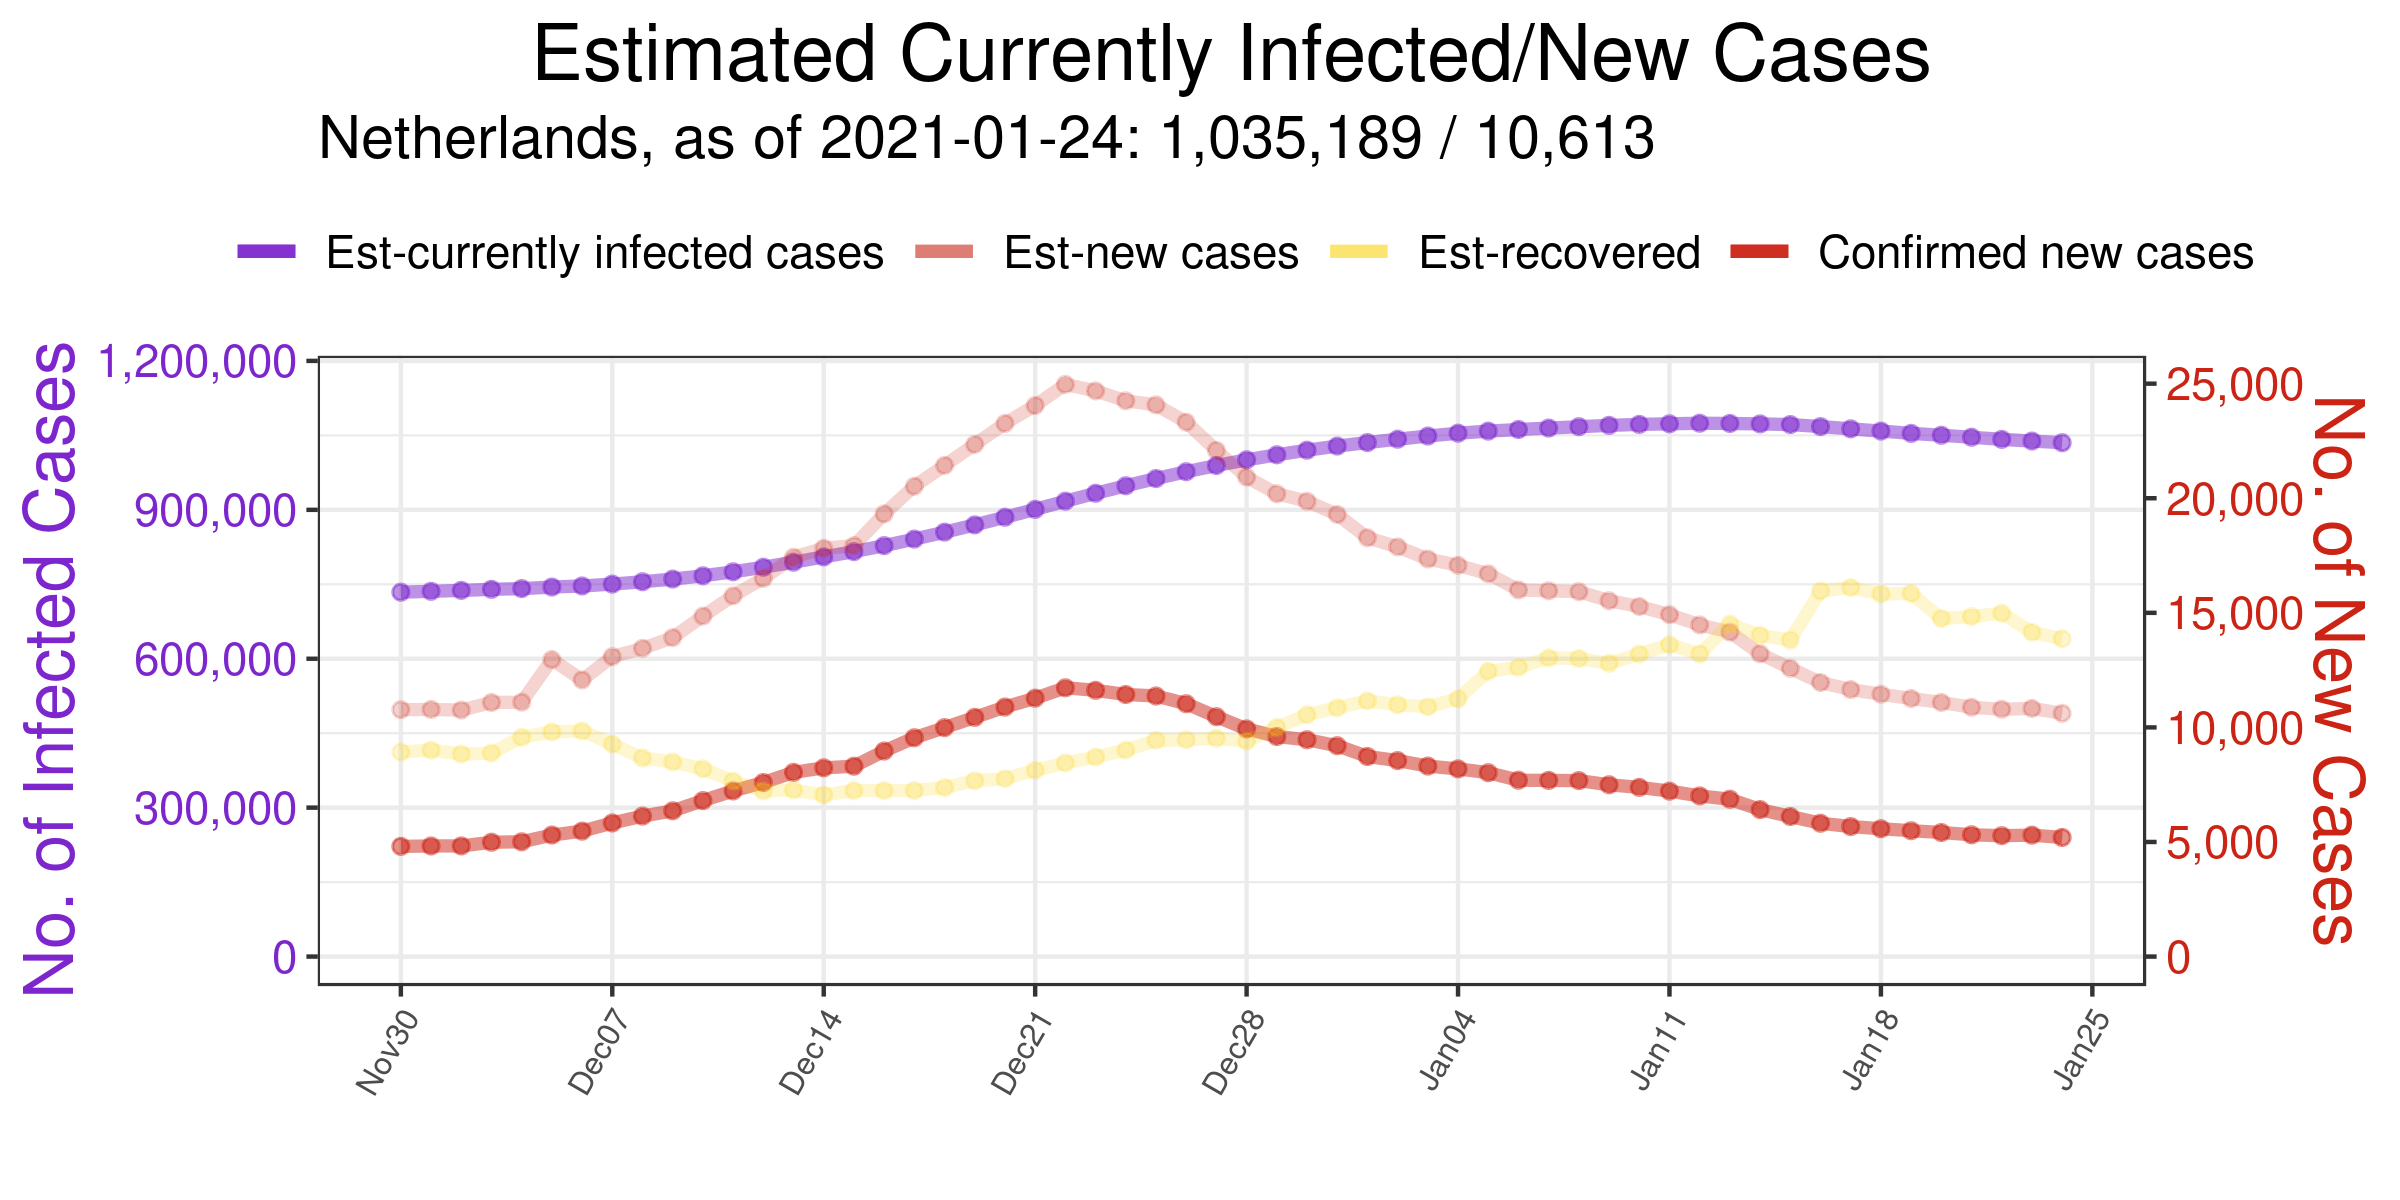 Estimated Currently Infected/New Cases
Netherlands, as of 2021-01-24: 1,035,189 / 10,613
Est-currently infected cases Est-new cases Est-recovered Confirmed new cases
No. of Infected Cases
1,200,000
900,000
600,000
300,000
0
25,000
20,000
15,000
10,000
5,000
0
No. of New Cases
Nov30 Dec07 Dec14 Dec21 Dec28 Jan04 Jan11 Jan18 Jan25